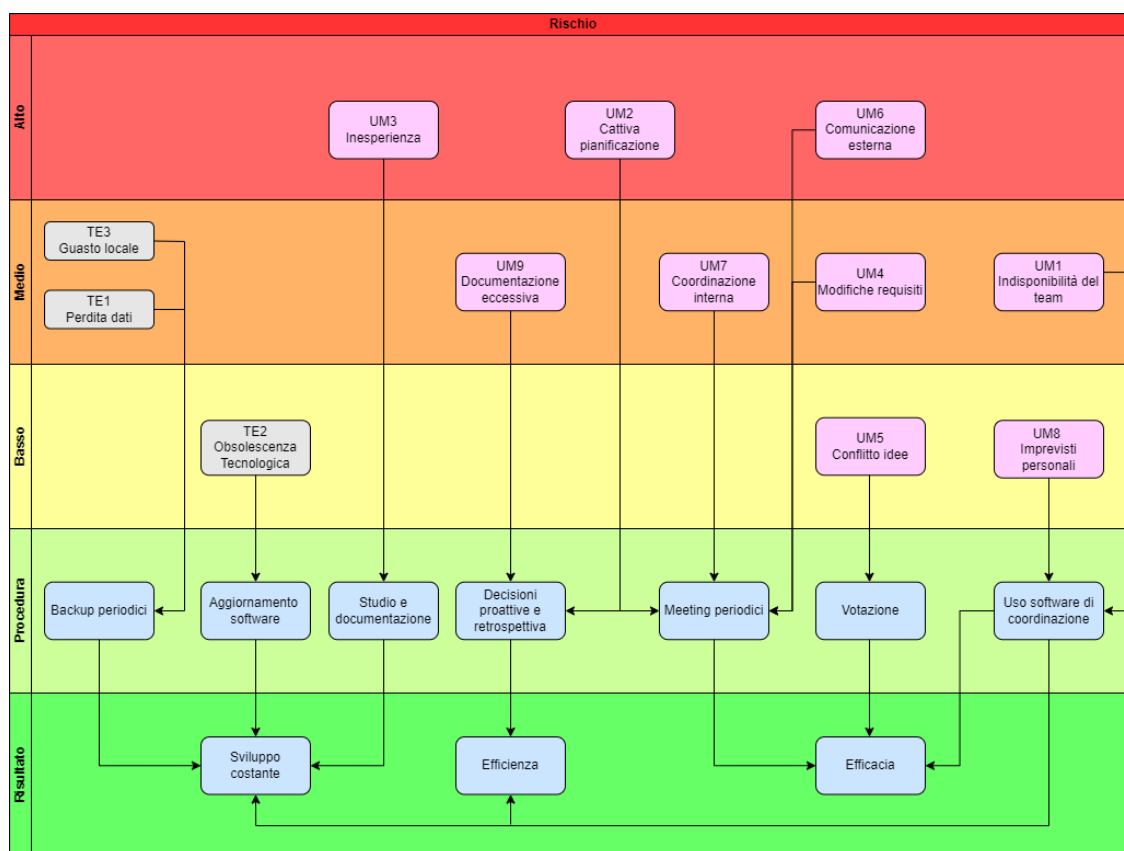 Rischio
Alto
UM3
Inesperienza
UM2
Cattiva
pianificazione
UM6
Comunicazione
esterna
Medio
TE3
Guasto locale
TE1
Perdita dati
UM9
Documentazione
eccessiva
UM7
Coordinazione
interna
UM4
Modifiche requisiti
UM1
Indisponibilità del
team
Basso
TE2
Obsolescenza
Tecnologica
UM5
Conflitto idee
UM8
Imprevisti
personali
Procedura
Backup periodici
Aggiornamento
software
Studio e
documentazione
Decisioni
proattive e
retrospettiva
Meeting periodici
Votazione
Uso software di
coordinazione
Risultato
Sviluppo
costante
Efficienza
Efficacia